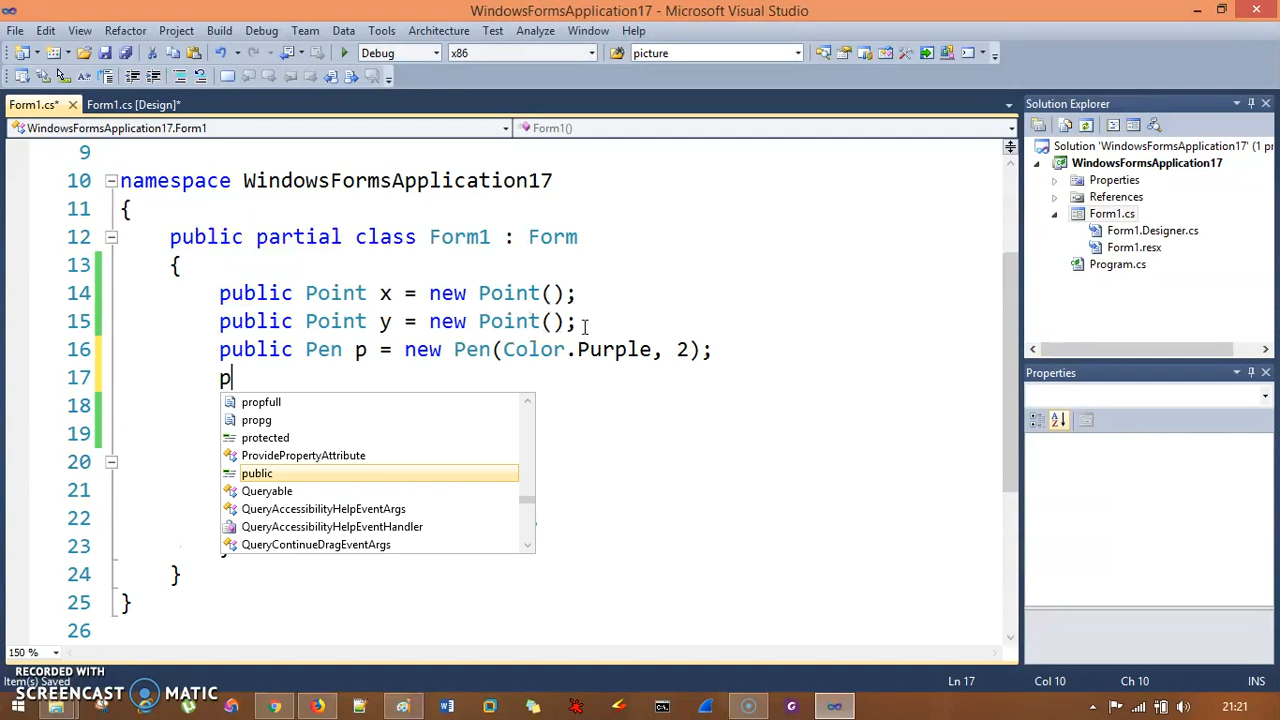 WindowsFormsApplication17 - Microsoft Visual Studio
File Edit View Refactor Project Build Debug Team Data Tools Architecture Test Analyze Window Help
Debug x86 picture
Form1.cs* Form1.cs [Design]*
WindowsFormsApplication17.Form1 Form1()
9
10 namespace WindowsFormsApplication17
11 {
12 public partial class Form1 : Form
13 {
14 public Point x = new Point();
15 public Point y = new Point();
16 public Pen p = new Pen(Color.Purple, 2);
17 p
18
19
20
21
22
23
24 }
25 }
26
propfull
propg
protected
ProvidePropertyAttribute
public
Queryable
QueryAccessibilityHelpEventArgs
QueryAccessibilityHelpEventHandler
QueryContinueDragEventArgs
150 %
Solution Explorer
Solution 'WindowsFormsApplication17' (1 pr
WindowsFormsApplication17
Properties
References
Form1.cs
Form1.Designer.cs
Form1.resx
Program.cs
Properties
RECORDED WITH
SCREENCAST MATIC
Item(s) Saved Ln 17 Col 10 Ch 10 INS
21:21